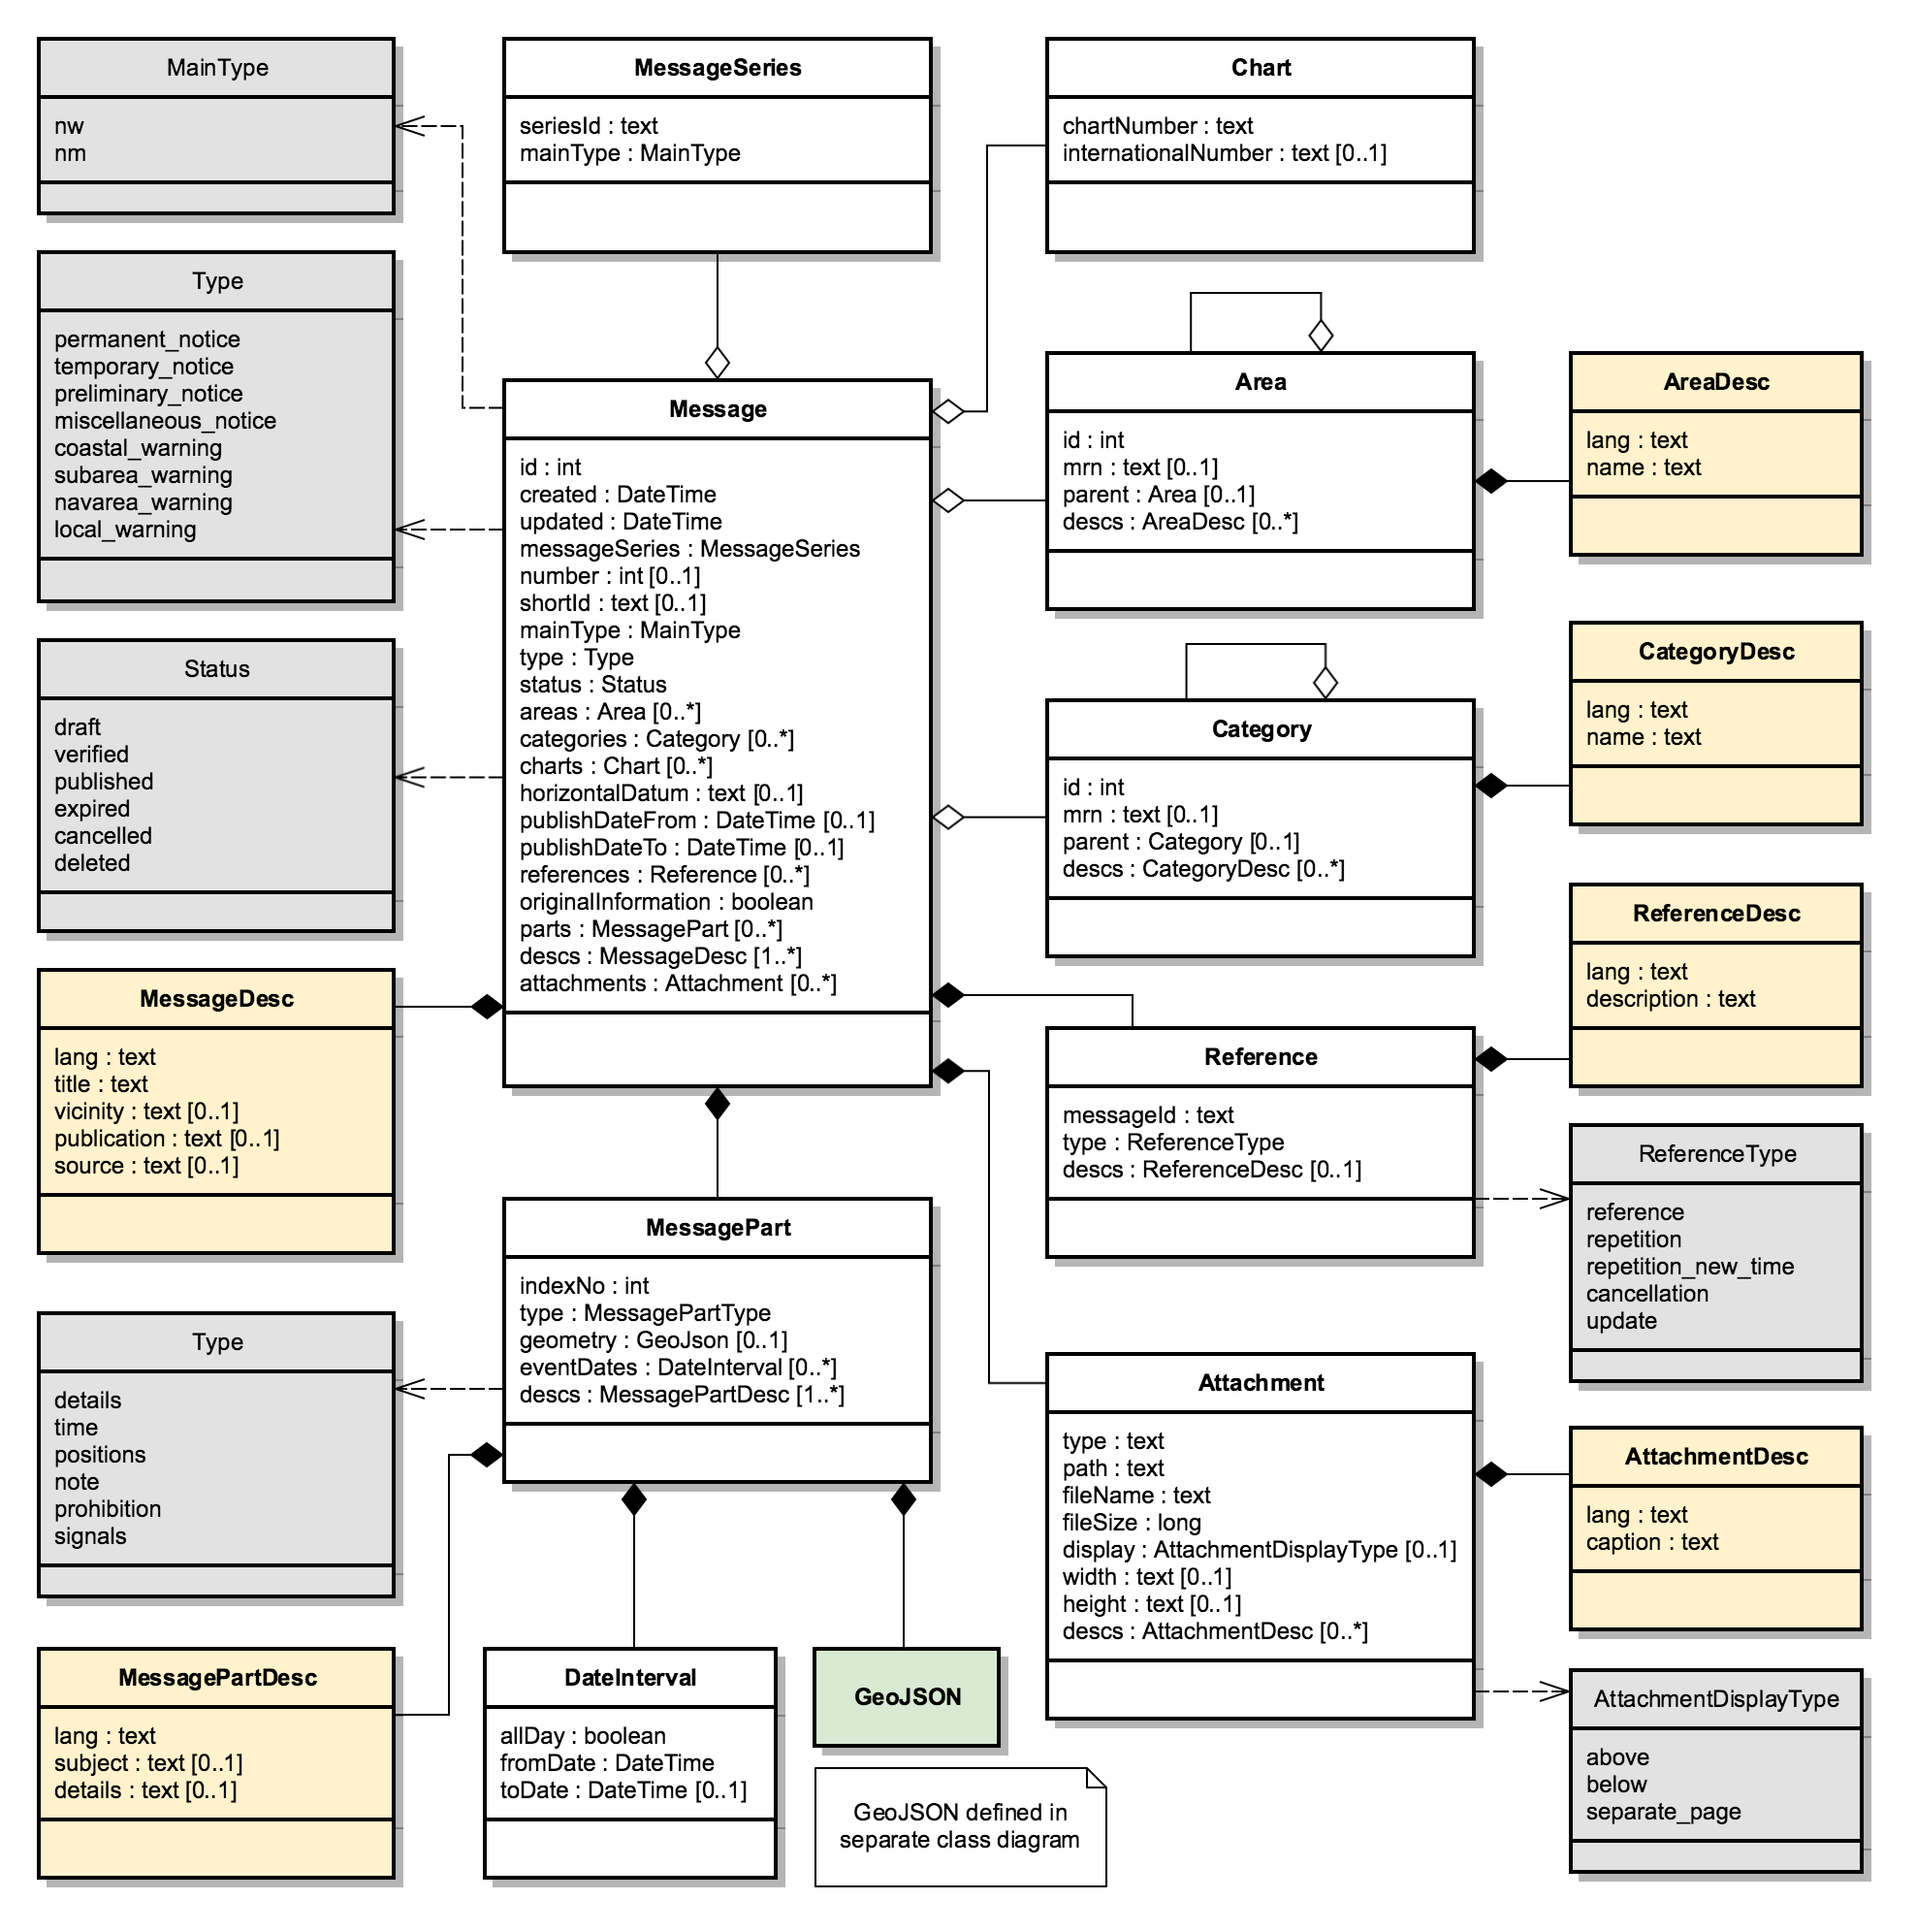 MainType
nw
nm
MessageSeries
seriesId : text
mainType : MainType
Chart
chartNumber : text
internationalNumber : text [0..1]
Type
permanent_notice
temporary_notice
preliminary_notice
miscellaneous_notice
coastal_warning
subarea_warning
navarea_warning
local_warning
Message
id : int
created : DateTime
updated : DateTime
messageSeries : MessageSeries
number : int [0..1]
shortId : text [0..1]
mainType : MainType
type : Type
status : Status
areas : Area [0..*]
categories : Category [0..*]
charts : Chart [0..*]
horizontalDatum : text [0..1]
publishDateFrom : DateTime [0..1]
publishDateTo : DateTime [0..1]
references : Reference [0..*]
originalInformation : boolean
parts : MessagePart [0..*]
descs : MessageDesc [1..*]
attachments : Attachment [0..*]
Area
id : int
mrn : text [0..1]
parent : Area [0..1]
descs : AreaDesc [0..*]
AreaDesc
lang : text
name : text
Status
draft
verified
published
expired
cancelled
deleted
Category
id : int
mrn : text [0..1]
parent : Category [0..1]
descs : CategoryDesc [0..*]
CategoryDesc
lang : text
name : text
ReferenceDesc
lang : text
description : text
MessageDesc
lang : text
title : text
vicinity : text [0..1]
publication : text [0..1]
source : text [0..1]
Reference
messageId : text
type : ReferenceType
descs : ReferenceDesc [0..1]
ReferenceType
reference
repetition
repetition_new_time
cancellation
update
MessagePart
indexNo : int
type : MessagePartType
geometry : GeoJson [0..1]
eventDates : DateInterval [0..*]
descs : MessagePartDesc [1..*]
Type
details
time
positions
note
prohibition
signals
Attachment
type : text
path : text
fileName : text
fileSize : long
display : AttachmentDisplayType [0..1]
width : text [0..1]
height : text [0..1]
descs : AttachmentDesc [0..*]
AttachmentDesc
lang : text
caption : text
MessagePartDesc
lang : text
subject : text [0..1]
details : text [0..1]
DateInterval
allDay : boolean
fromDate : DateTime
toDate : DateTime [0..1]
GeoJSON
GeoJSON defined in
separate class diagram
AttachmentDisplayType
above
below
separate_page